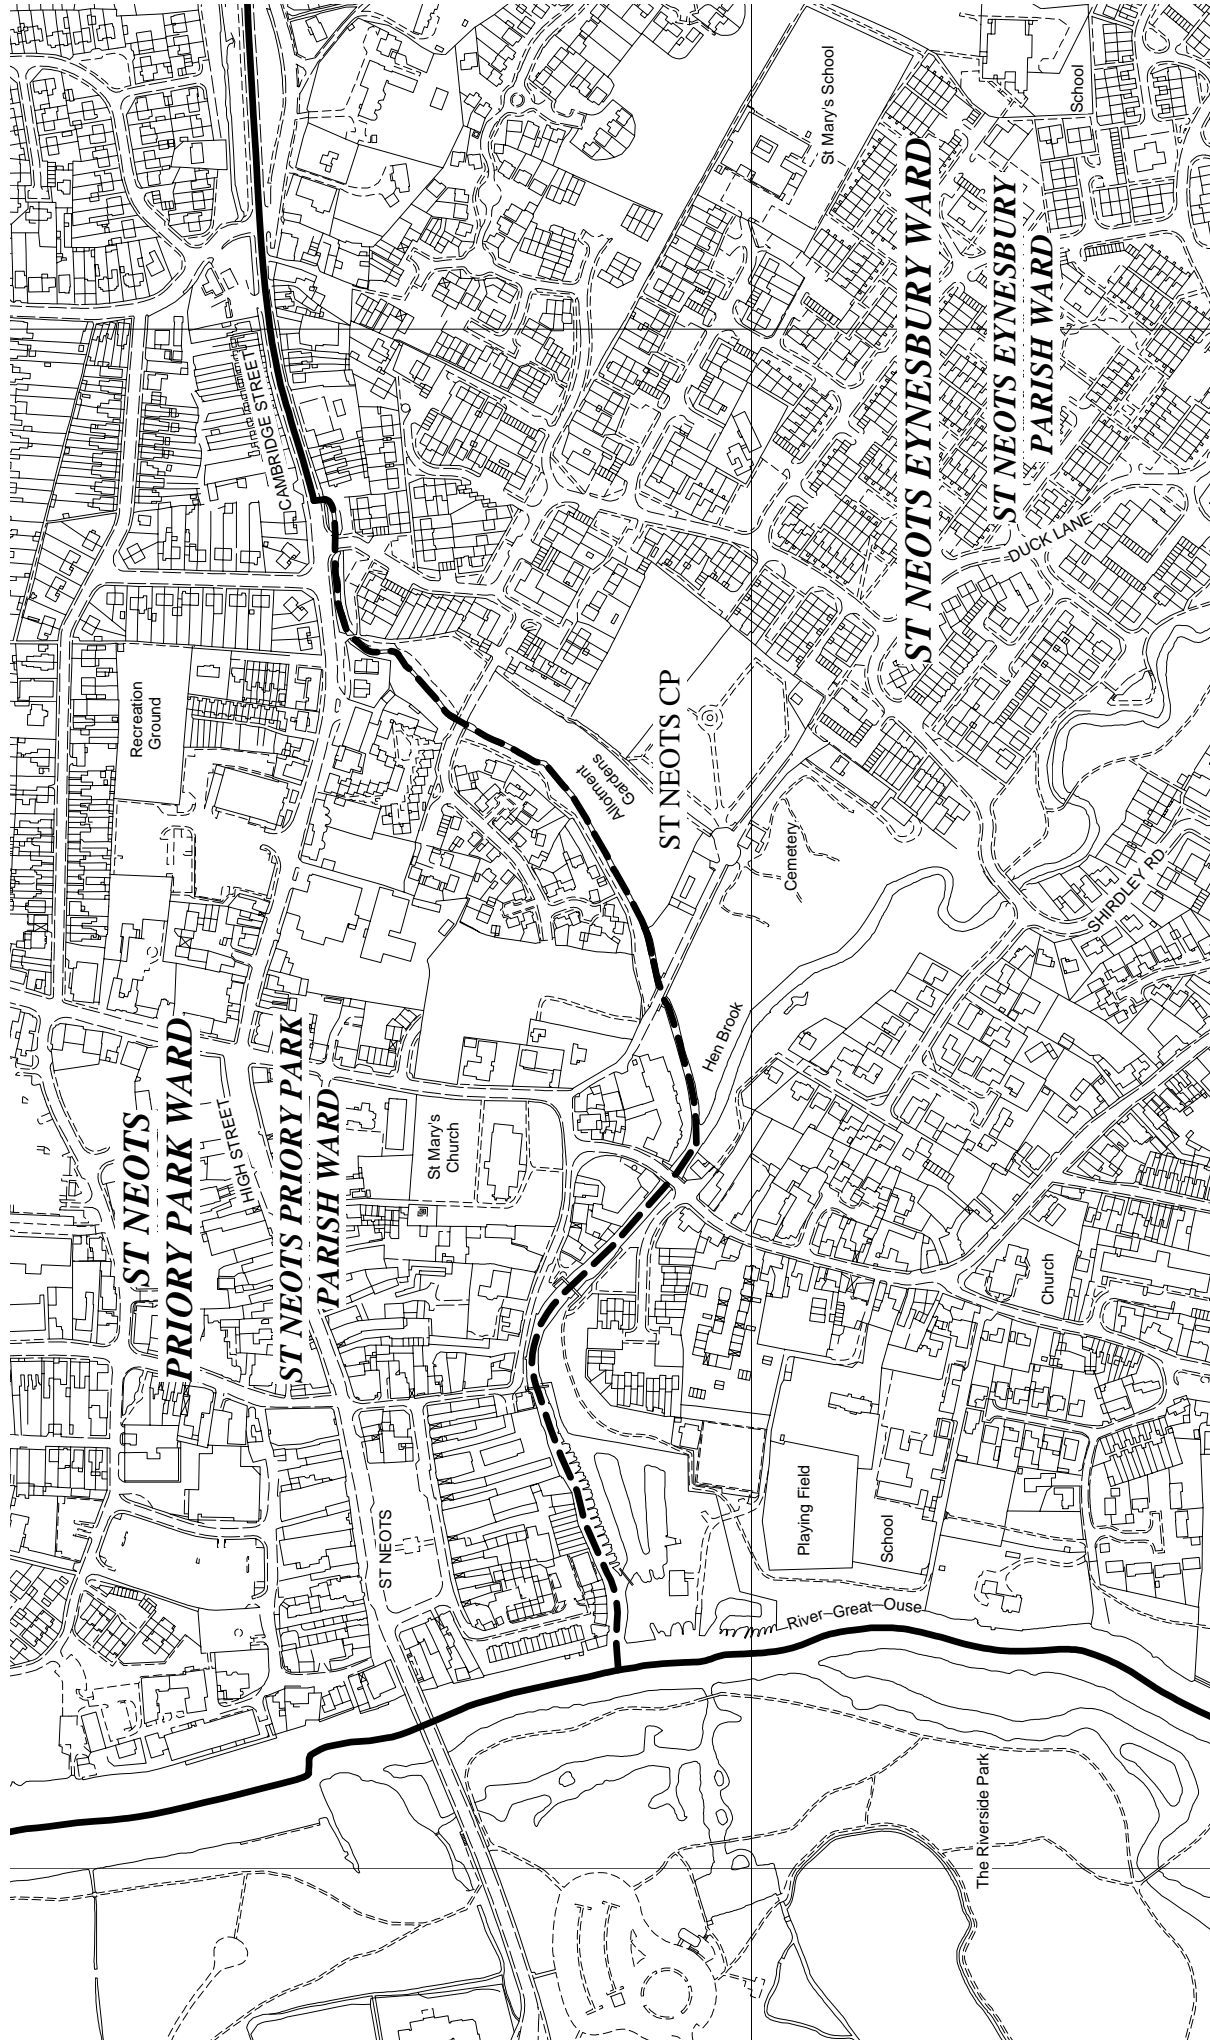 ST NEOTS
PRIORY PARK WARD
ST NEOTS PRIORY PARK
PARISH WARD
ST NEOTS EYNESBURY WARD
ST NEOTS EYNESBURY
PARISH WARD
ST NEOTS CP
CAMBRIDGE STREET
Recreation
Ground
HIGH STREET
St Mary's
Church
ST NEOTS
Allotment
Gardens
Cemetery
Hen Brook
St Mary's School
School
DUCK LANE
SHIRDLEY RD
Church
Playing Field
School
River Great Ouse
The Riverside Park